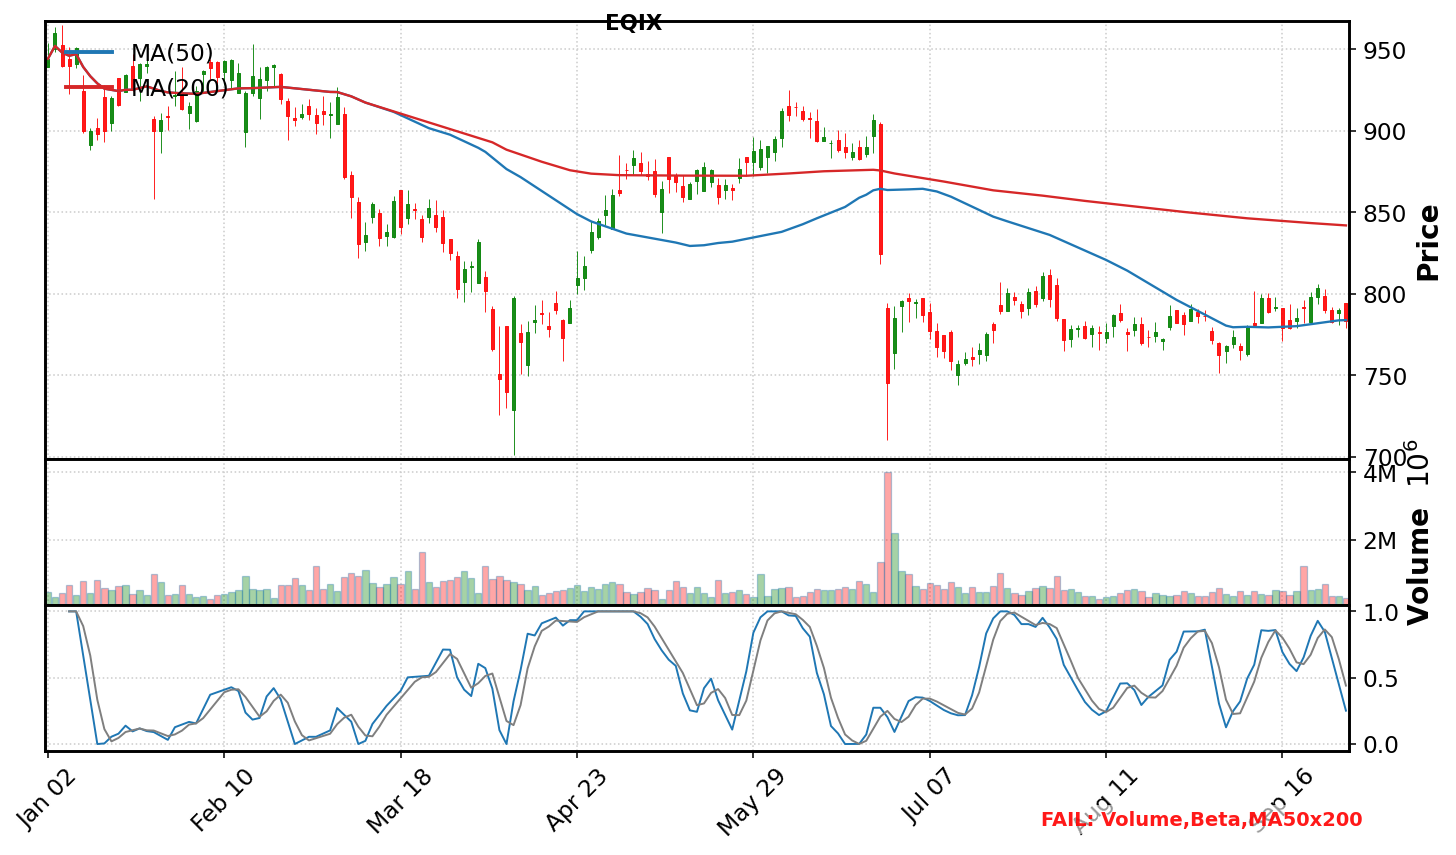 EQIX
MA(50)
MA(200)
950
900
850
800
750
700
Price
10⁶
4M
2M
Volume
1.0
0.5
0.0
Jan 02
Feb 10
Mar 18
Apr 23
May 29
Jul 07
Aug 11
Sep 16
FAIL: Volume,Beta,MA50x200